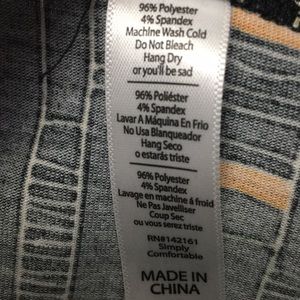 96% Polyester
4% Spandex
Machine Wash Cold
Do Not Bleach
Hang Dry
or you'll be sad
96% Poliéster
4% Spandex
Lavar A Máquina En Frio
No Usa Blanqueador
Hang Seco
o estarás triste
96% Polyester
4% Spandex
Lavage en machine á froid
Ne Pas Javelliser
Coup Sec
ou vous serez triste
RN8142161
Simply
Comfortable
MADE IN
CHINA